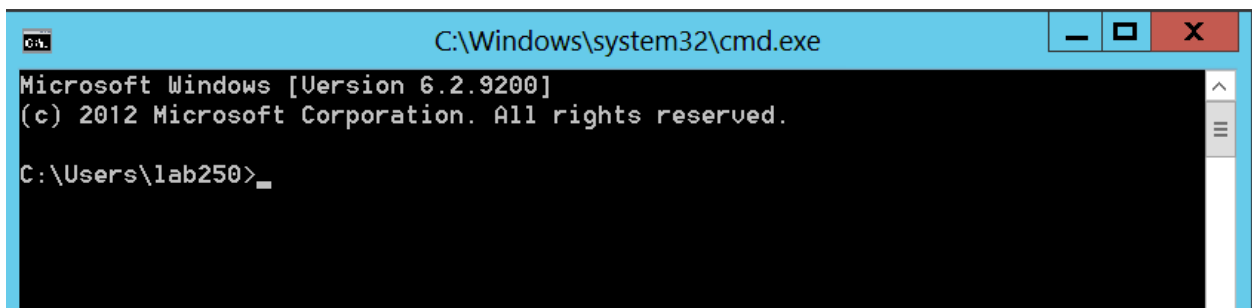 C:\Windows\system32\cmd.exe
Microsoft Windows [Version 6.2.9200]
(c) 2012 Microsoft Corporation. All rights reserved.
C:\Users\lab250>_